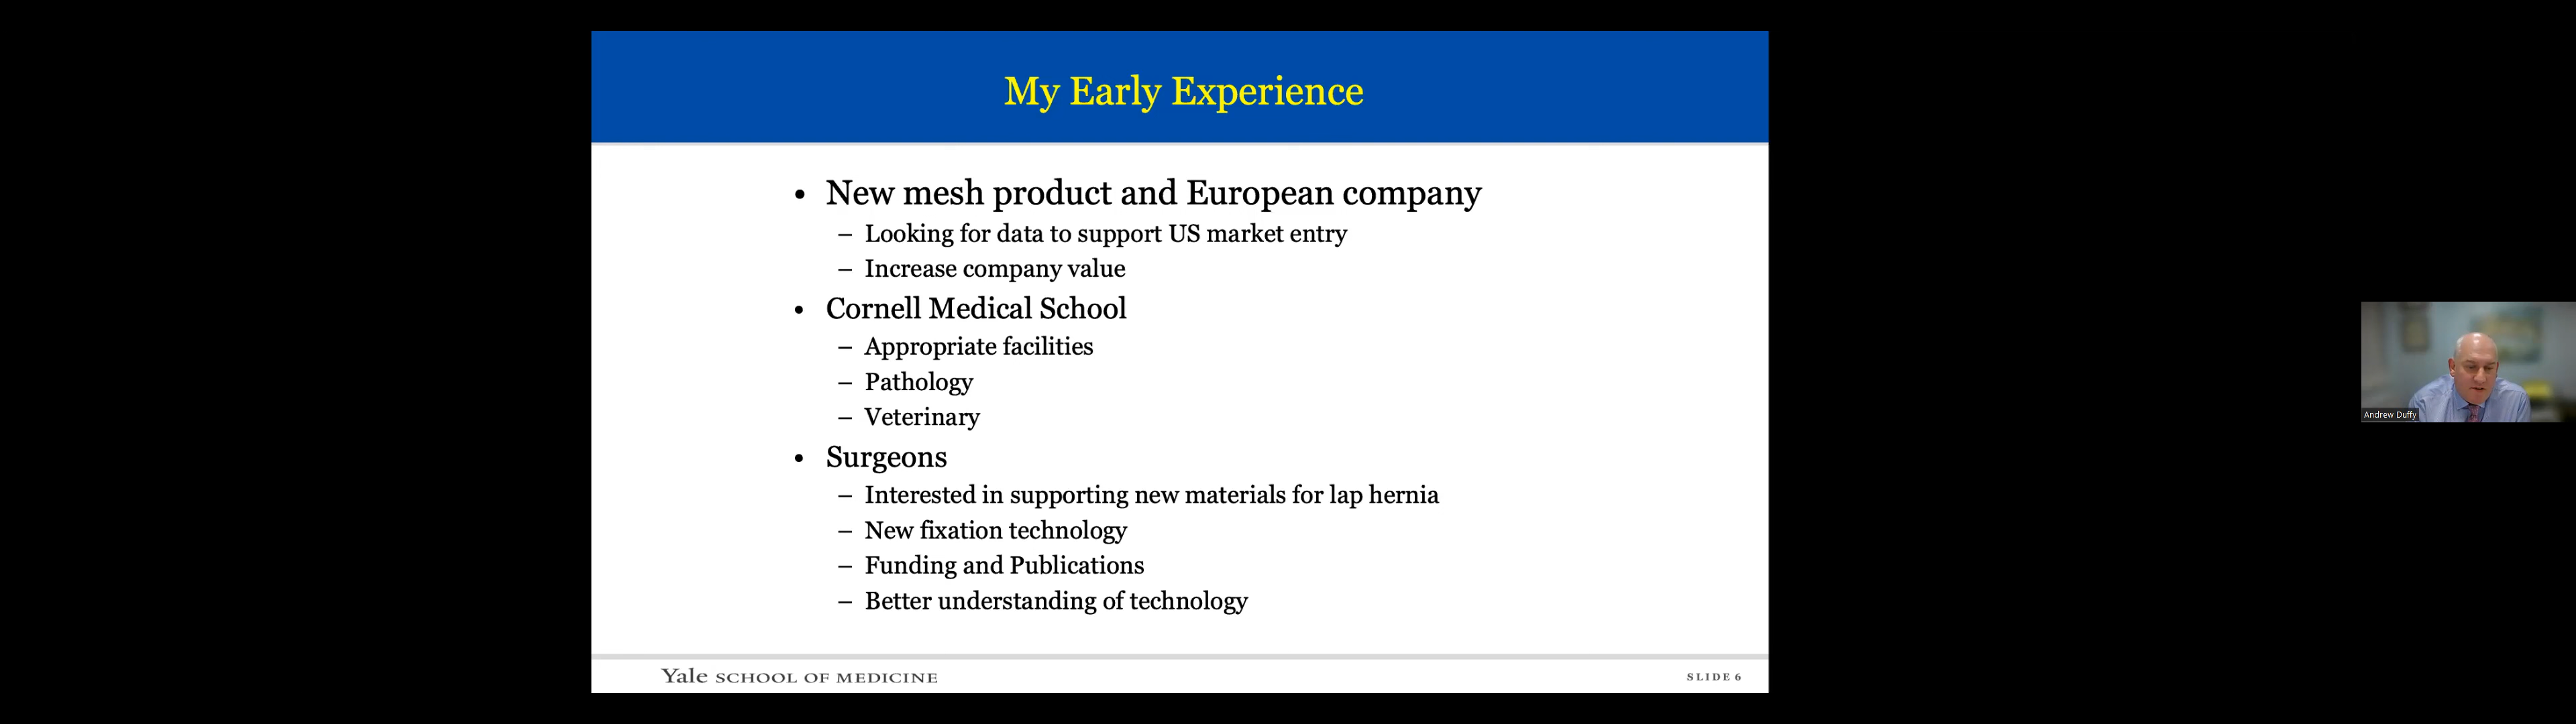 My Early Experience
• New mesh product and European company
– Looking for data to support US market entry
– Increase company value
• Cornell Medical School
– Appropriate facilities
– Pathology
– Veterinary
• Surgeons
– Interested in supporting new materials for lap hernia
– New fixation technology
– Funding and Publications
– Better understanding of technology
Yale SCHOOL OF MEDICINE
SLIDE 6
Andrew Duffy